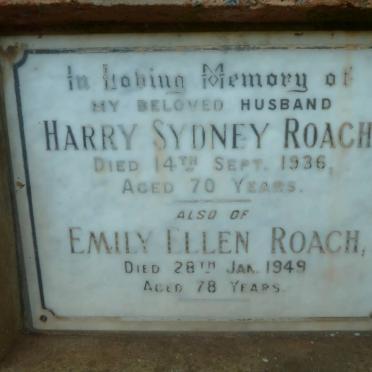 In Loving Memory of
MY BELOVED HUSBAND
HARRY SYDNEY ROACH
DIED 14TH SEPT. 1936,
AGED 70 YEARS.
ALSO OF
EMILY ELLEN ROACH,
DIED 28TH JAN. 1949
AGED 78 YEARS.